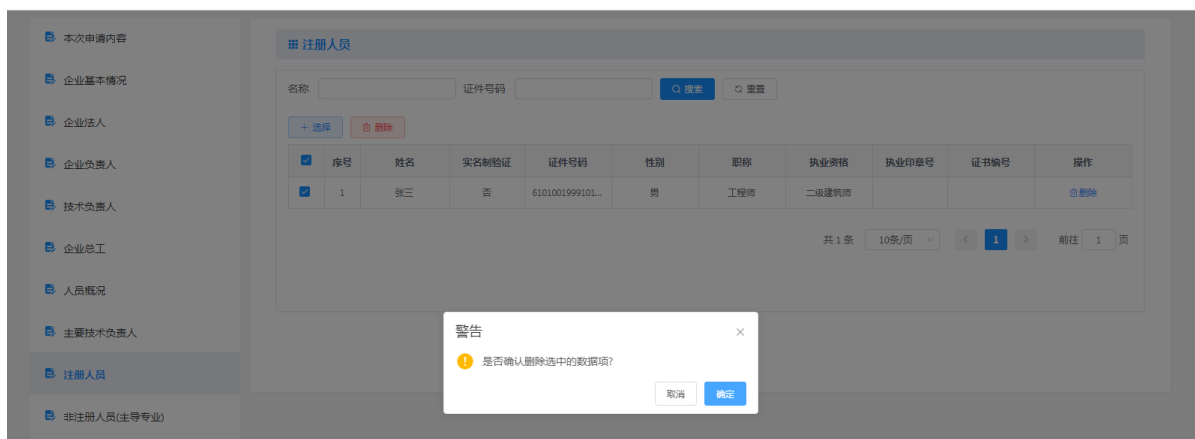 本次申请内容
企业基本情况
企业法人
企业负责人
技术负责人
企业总工
人员概况
主要技术负责人
注册人员
非注册人员(主导专业)
注册人员
名称 证件号码 搜索 重置
+ 选择 删除
序号 姓名 实名制验证 证件号码 性别 职称 执业资格 执业印章号 证书编号 操作
1 张三 否 6101001999101... 男 工程师 二级建筑师 删除
共 1 条 10条/页 < 1 > 前往 1 页
警告 ×
是否确认删除选中的数据项?
取消 确定